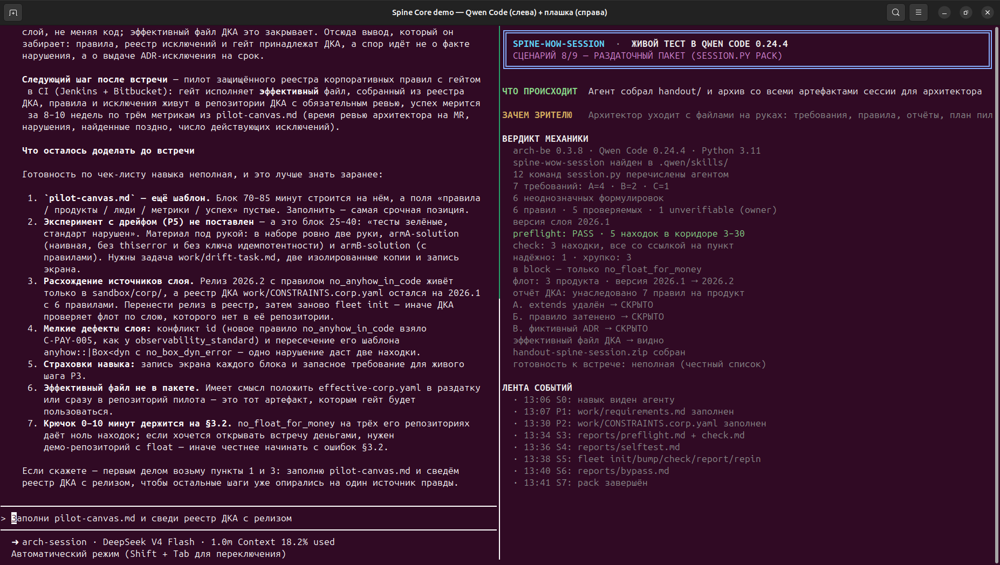 Spine Core demo — Qwen Code (слева) + плашка (справа)
слой, не меняя код; эффективный файл ДКА это закрывает. Отсюда вывод, который он
забирает: правила, реестр исключений и гейт принадлежат ДКА, а спор идёт не о факте
нарушения, а о выдаче ADR-исключения на срок.
Следующий шаг после встречи — пилот защищённого реестра корпоративных правил с гейтом
в CI (Jenkins + Bitbucket): гейт исполняет эффективный файл, собранный из реестра
ДКА, правила и исключения живут в репозитории ДКА с обязательным ревью, успех мерится
за 8–10 недель по трём метрикам из pilot-canvas.md (время ревью архитектора на MR,
нарушения, найденные поздно, число действующих исключений).
Что осталось доделать до встречи
Готовность по чек-листу навыка неполная, и это лучше знать заранее:
1. `pilot-canvas.md` — ещё шаблон. Блок 70–85 минут строится на нём, а поля «правила
/ продукты / люди / метрики / успех» пустые. Заполнить — самая срочная позиция.
2. Эксперимент с дрейфом (P5) не поставлен — а это блок 25–40: «тесты зелёные,
стандарт нарушен». Материал под рукой: в наборе ровно две руки, armA-solution
(наивная, без thiserror и без ключа идемпотентности) и armB-solution (с
правилами). Нужны задача work/drift-task.md, две изолированные копии и запись
экрана.
3. Расхождение источников слоя. Релиз 2026.2 с правилом no_anyhow_in_code живёт
только в sandbox/corp/, а реестр ДКА work/CONSTRAINTS.corp.yaml остался на 2026.1
с 6 правилами. Перенести релиз в реестр, затем заново fleet init — иначе ДКА
проверяет флот по слою, которого нет в её репозитории.
4. Мелкие дефекты слоя: конфликт id (новое правило no_anyhow_in_code взяло
C-PAY-005, как у observability_standard) и пересечение его шаблона
anyhow::|Box<dyn с no_box_dyn_error — одно нарушение даст две находки.
5. Страховки навыка: запись экрана каждого блока и запасное требование для живого
шага P3.
6. Эффективный файл не в пакете. Имеет смысл положить effective-corp.yaml в раздатку
или сразу в репозиторий пилота — это тот артефакт, которым гейт будет
пользоваться.
7. Крючок 0–10 минут держится на §3.2. no_float_for_money на трёх его репозиториях
даёт ноль находок; если хочется открывать встречу деньгами, нужен
демо-репозиторий с float — иначе честнее начинать с ошибок §3.2.
Если скажете — первым делом возьму пункты 1 и 3: заполню pilot-canvas.md и сведём
реестр ДКА с релизом, чтобы остальные шаги уже опирались на один источник правды.
> Заполни pilot-canvas.md и сведи реестр ДКА с релизом
➜ arch-session · DeepSeek V4 Flash · 1.0m Context 18.2% used
Автоматический режим (Shift + Tab для переключения)
SPINE-WOW-SESSION · ЖИВОЙ ТЕСТ В QWEN CODE 0.24.4
СЦЕНАРИЙ 8/9 — РАЗДАТОЧНЫЙ ПАКЕТ (SESSION.PY PACK)
ЧТО ПРОИСХОДИТ Агент собрал handout/ и архив со всеми артефактами сессии для архитектора
ЗАЧЕМ ЗРИТЕЛЮ Архитектор уходит с файлами на руках: требования, правила, отчёты, план пил
ВЕРДИКТ МЕХАНИКИ
arch-be 0.3.8 · Qwen Code 0.24.4 · Python 3.11
spine-wow-session найден в .qwen/skills/
12 команд session.py перечислены агентом
7 требований: A=4 · B=2 · C=1
6 неоднозначных формулировок
6 правил · 5 проверяемых · 1 unverifiable (owner)
версия слоя 2026.1
preflight: PASS · 5 находок в коридоре 3–30
check: 3 находки, все со ссылкой на пункт
надёжно: 1 · хрупко: 3
в block — только no_float_for_money
флот: 3 продукта · версия 2026.1 → 2026.2
отчёт ДКА: унаследовано 7 правил на продукт
А. extends удалён → СКРЫТО
Б. правило затенено → СКРЫТО
В. фиктивный ADR → СКРЫТО
эффективный файл ДКА → видно
handout-spine-session.zip собран
готовность к встрече: неполная (честный список)
ЛЕНТА СОБЫТИЙ
· 13:06 S0: навык виден агенту
· 13:07 P1: work/requirements.md заполнен
· 13:30 P2: work/CONSTRAINTS.corp.yaml заполнен
· 13:34 S3: reports/preflight.md + check.md
· 13:36 S4: reports/selftest.md
· 13:38 S5: fleet init/bump/check/report/repin
· 13:40 S6: reports/bypass.md
· 13:41 S7: pack завершён